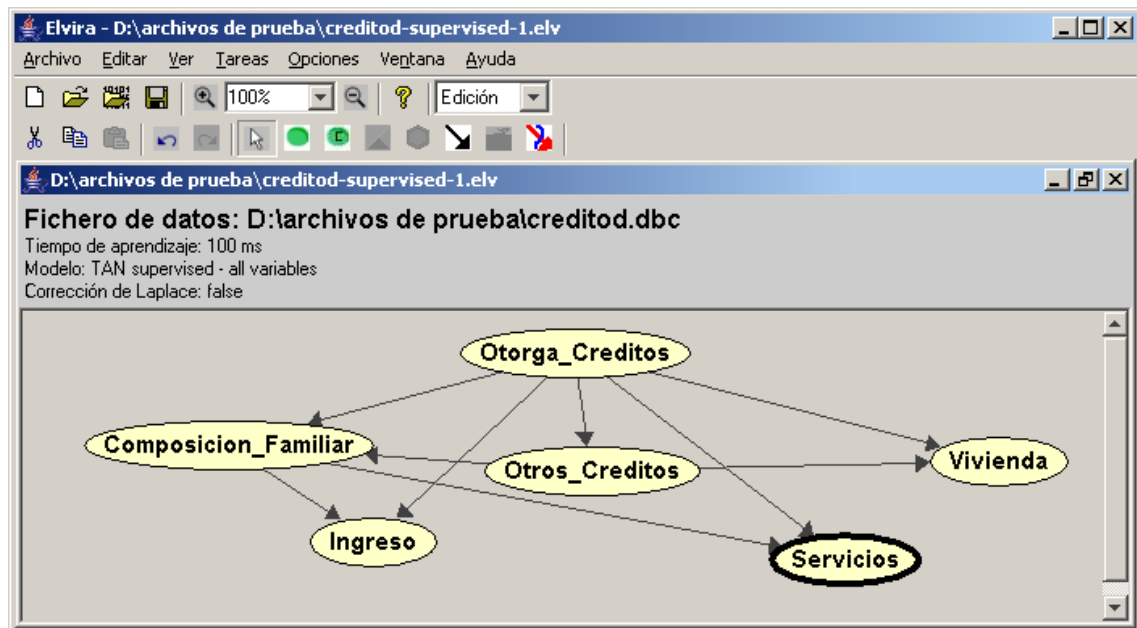 Elvira - D:\archivos de prueba\creditod-supervised-1.elv
Archivo Editar Ver Tareas Opciones Ventana Ayuda
100% Edición
D:\archivos de prueba\creditod-supervised-1.elv
Fichero de datos: D:\archivos de prueba\creditod.dbc
Tiempo de aprendizaje: 100 ms
Modelo: TAN supervised - all variables
Corrección de Laplace: false
Otorga_Creditos
Composicion_Familiar
Otros_Creditos
Vivienda
Ingreso
Servicios